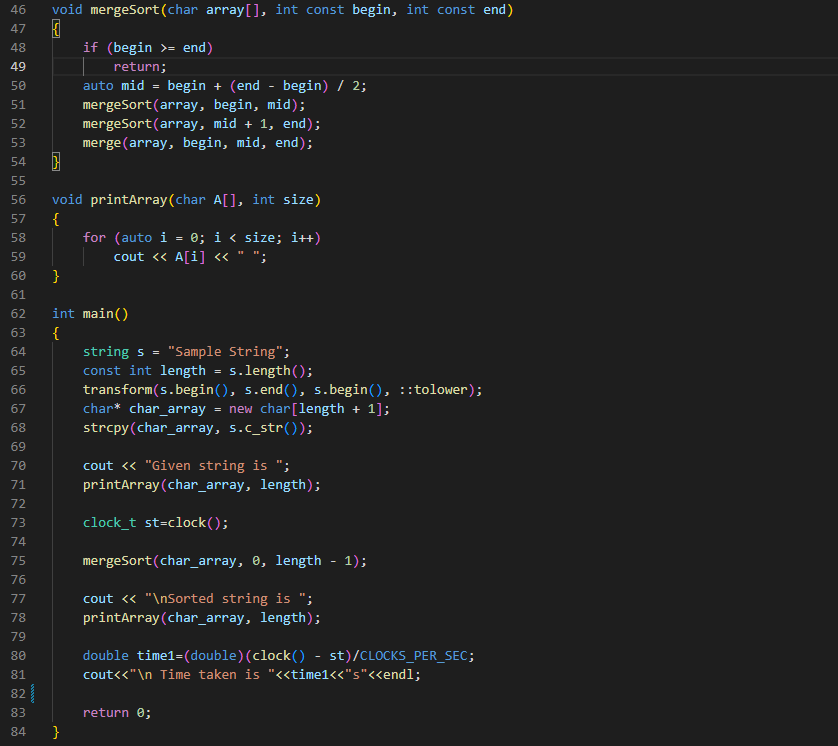 46 void mergeSort(char array[], int const begin, int const end)
47 {
48     if (begin >= end)
49         return;
50     auto mid = begin + (end - begin) / 2;
51     mergeSort(array, begin, mid);
52     mergeSort(array, mid + 1, end);
53     merge(array, begin, mid, end);
54 }
55
56 void printArray(char A[], int size)
57 {
58     for (auto i = 0; i < size; i++)
59         cout << A[i] << " ";
60 }
61
62 int main()
63 {
64     string s = "Sample String";
65     const int length = s.length();
66     transform(s.begin(), s.end(), s.begin(), ::tolower);
67     char* char_array = new char[length + 1];
68     strcpy(char_array, s.c_str());
69
70     cout << "Given string is ";
71     printArray(char_array, length);
72
73     clock_t st=clock();
74
75     mergeSort(char_array, 0, length - 1);
76
77     cout << "\nSorted string is ";
78     printArray(char_array, length);
79
80     double time1=(double)(clock() - st)/CLOCKS_PER_SEC;
81     cout<<"\n Time taken is "<<time1<<"s"<<endl;
82
83     return 0;
84 }